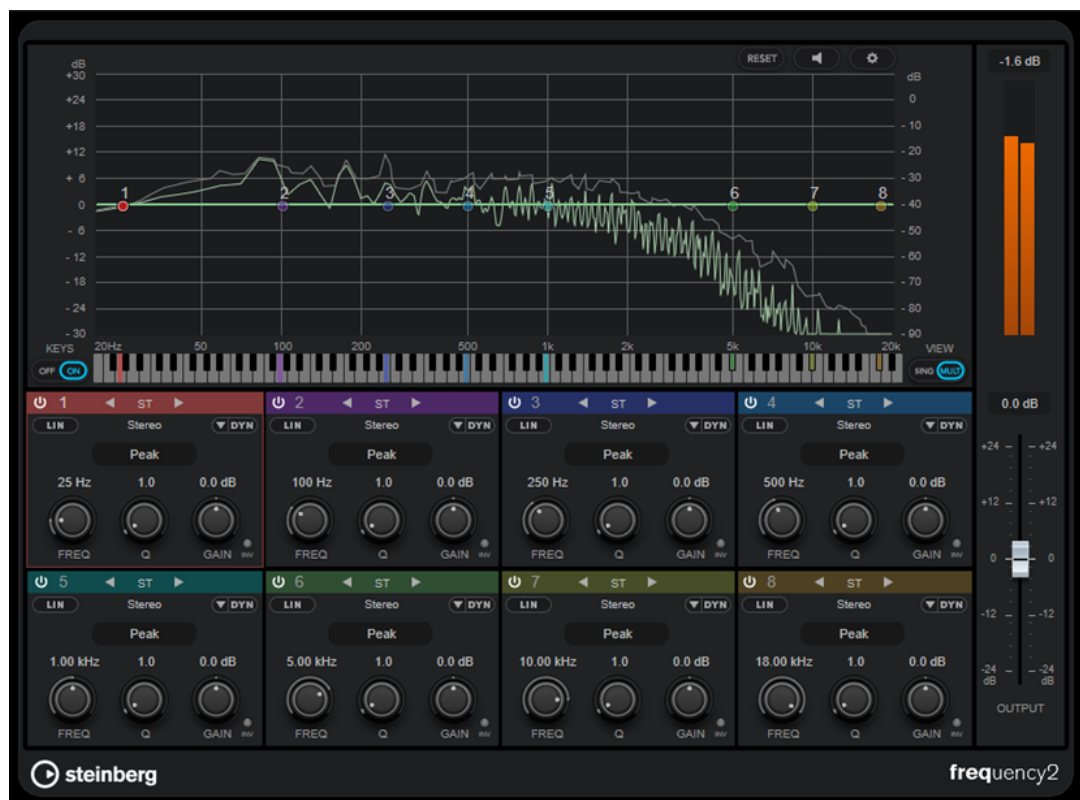 RESET
-1.6 dB
dB
+30
+24
+18
+12
+ 6
0
- 6
- 12
- 18
- 24
- 30
dB
0
- 10
- 20
- 30
- 40
- 50
- 60
- 70
- 80
- 90
1 2 3 4 5 6 7 8
20Hz 50 100 200 500 1k 2k 5k 10k 20k
KEYS
OFF ON
VIEW
SING MULT
1 ST
LIN Stereo DYN
Peak
25 Hz 1.0 0.0 dB
FREQ Q GAIN INV
2 ST
LIN Stereo DYN
Peak
100 Hz 1.0 0.0 dB
FREQ Q GAIN INV
3 ST
LIN Stereo DYN
Peak
250 Hz 1.0 0.0 dB
FREQ Q GAIN INV
4 ST
LIN Stereo DYN
Peak
500 Hz 1.0 0.0 dB
FREQ Q GAIN INV
5 ST
LIN Stereo DYN
Peak
1.00 kHz 1.0 0.0 dB
FREQ Q GAIN INV
6 ST
LIN Stereo DYN
Peak
5.00 kHz 1.0 0.0 dB
FREQ Q GAIN INV
7 ST
LIN Stereo DYN
Peak
10.00 kHz 1.0 0.0 dB
FREQ Q GAIN INV
8 ST
LIN Stereo DYN
Peak
18.00 kHz 1.0 0.0 dB
FREQ Q GAIN INV
0.0 dB
+24 +24
+12 +12
0 0
-12 -12
-24 -24
dB dB
OUTPUT
steinberg
frequency2